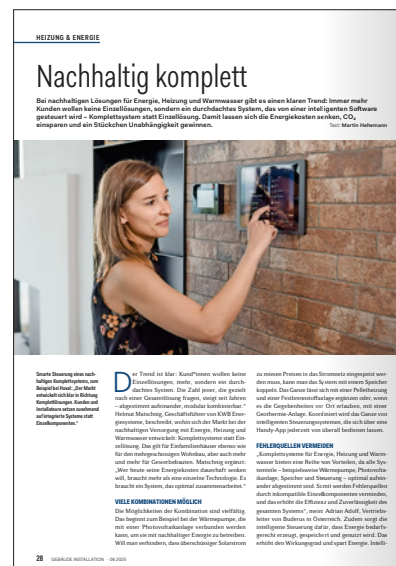 HEIZUNG & ENERGIE
Nachhaltig komplett
Bei nachhaltigen Lösungen für Energie, Heizung und Warmwasser gibt es einen klaren Trend: Immer mehr
Kunden wollen keine Einzellösungen, sondern ein durchdachtes System, das von einer intelligenten Software
gesteuert wird – Komplettsystem statt Einzellösung. Damit lassen sich die Energiekosten senken, CO₂
einsparen und ein Stückchen Unabhängigkeit gewinnen.
Text: Martin Hehemann
Smarte Steuerung eines nach-
haltigen Komplettsystems, zum
Beispiel bei Hoval: „Der Markt
entwickelt sich klar in Richtung
Komplettlösungen. Kunden und
Installateure setzen zunehmend
auf integrierte Systeme statt
Einzelkomponenten.“
Der Trend ist klar: Kund*innen wollen keine
Einzellösungen, mehr, sondern ein durch-
dachtes System. Die Zahl jener, die gezielt
nach einer Gesamtlösung fragen, steigt seit Jahren
– abgestimmt aufeinander, modular kombinierbar.“
Helmut Matschnig, Geschäftsführer von KWB Ener-
giesysteme, beschreibt, wohin sich der Markt bei der
nachhaltigen Versorgung mit Energie, Heizung und
Warmwasser entwickelt: Komplettsysteme statt Ein-
zellösung. Das gilt für Einfamilienhäuser ebenso wie
für den mehrgeschossigen Wohnbau, aber auch mehr
und mehr für Gewerbebauten. Matschnig ergänzt:
„Wer heute seine Energiekosten dauerhaft senken
will, braucht mehr als eine einzelne Technologie. Es
braucht ein System, das optimal zusammenarbeitet.“
VIELE KOMBINATIONEN MÖGLICH
Die Möglichkeiten der Kombination sind vielfältig.
Das beginnt zum Beispiel bei der Wärmepumpe, die
mit einer Photovoltaikanlage verbunden werden
kann, um sie mit nachhaltiger Energie zu betreiben.
Will man verhindern, dass überschüssiger Solarstrom
zu miesen Preisen in das Stromnetz eingespeist wer-
den muss, kann man das System mit einem Speicher
koppeln. Das Ganze lässt sich mit einer Pelletheizung
und einer Festbrennstoffanlage ergänzen oder, wenn
es die Gegebenheiten vor Ort erlauben, mit einer
Geothermie-Anlage. Koordiniert wird das Ganze von
intelligenten Steuerungssystemen, die sich über eine
Handy-App jederzeit von überall bedienen lassen.
FEHLERQUELLEN VERMEIDEN
„Komplettsysteme für Energie, Heizung und Warm-
wasser bieten eine Reihe von Vorteilen, da alle Sys-
temteile – beispielsweise Wärmepumpe, Photovolta-
ikanlage, Speicher und Steuerung – optimal aufein-
ander abgestimmt sind. So mit werden Fehlerquellen
durch inkompatible Einzelkomponenten vermieden,
und das erhöht die Effizienz und Zuverlässigkeit des
gesamten Systems“, meint Adrian Adolf, Vertriebs-
leiter von Buderus in Österreich. Zudem sorgt die
intelligente Steuerung dafür, dass Energie bedarfs-
gerecht erzeugt, gespeichert und genutzt wird. Das
erhöht den Wirkungsgrad und spart Energie. Intelli-
28 GEBÄUDE INSTALLATION · 06 2025